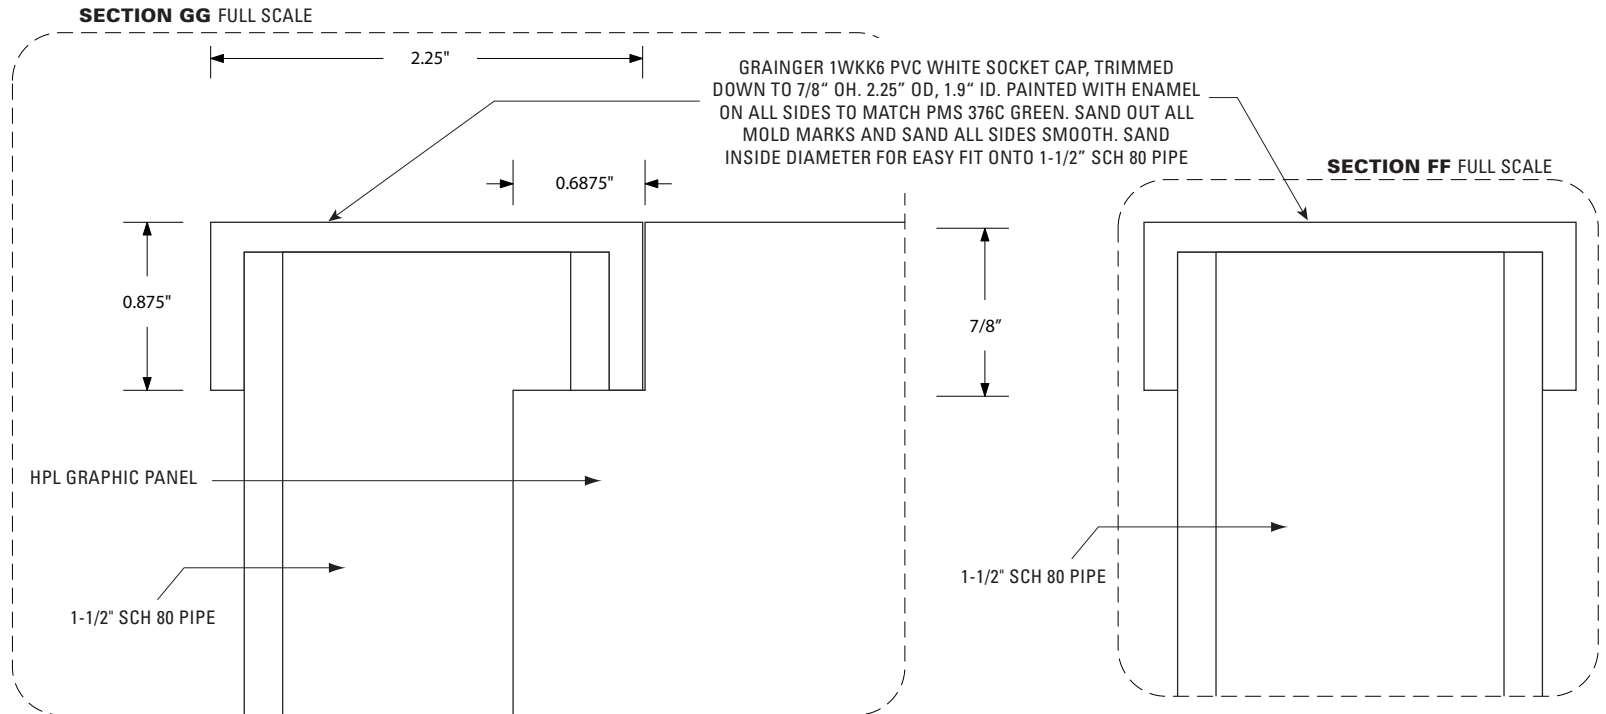 SECTION GG FULL SCALE
2.25"
GRAINGER 1WKK6 PVC WHITE SOCKET CAP, TRIMMED
DOWN TO 7/8“ OH. 2.25” OD, 1.9“ ID. PAINTED WITH ENAMEL
ON ALL SIDES TO MATCH PMS 376C GREEN. SAND OUT ALL
MOLD MARKS AND SAND ALL SIDES SMOOTH. SAND
INSIDE DIAMETER FOR EASY FIT ONTO 1-1/2” SCH 80 PIPE
0.6875"
SECTION FF FULL SCALE
0.875"
7/8”
HPL GRAPHIC PANEL
1-1/2" SCH 80 PIPE
1-1/2" SCH 80 PIPE